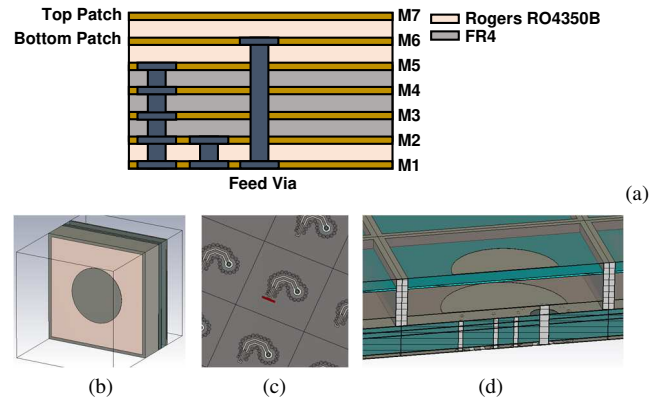 Top Patch
M7
Rogers RO4350B
Bottom Patch
M6
FR4
M5
M4
M3
M2
M1
Feed Via
(a)
(b)
(c)
(d)